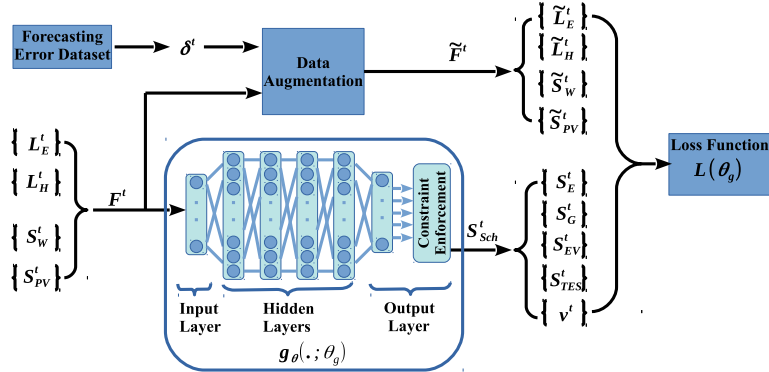 Forecasting
Error Dataset
δ^t
Data
Augmentation
F̃^t
{ L̃_E^t }
{ L̃_H^t }
{ S̃_W^t }
{ S̃_PV^t }
Loss Function
L(θ_g)
{ L_E^t }
{ L_H^t }
{ S_W^t }
{ S_PV^t }
F^t
Constraint
Enforcement
S_Sch^t
{ S_E^t }
{ S_G^t }
{ S_EV^t }
{ S_TES^t }
{ v^t }
Input
Layer
Hidden
Layers
Output
Layer
g_θ(.; θ_g)